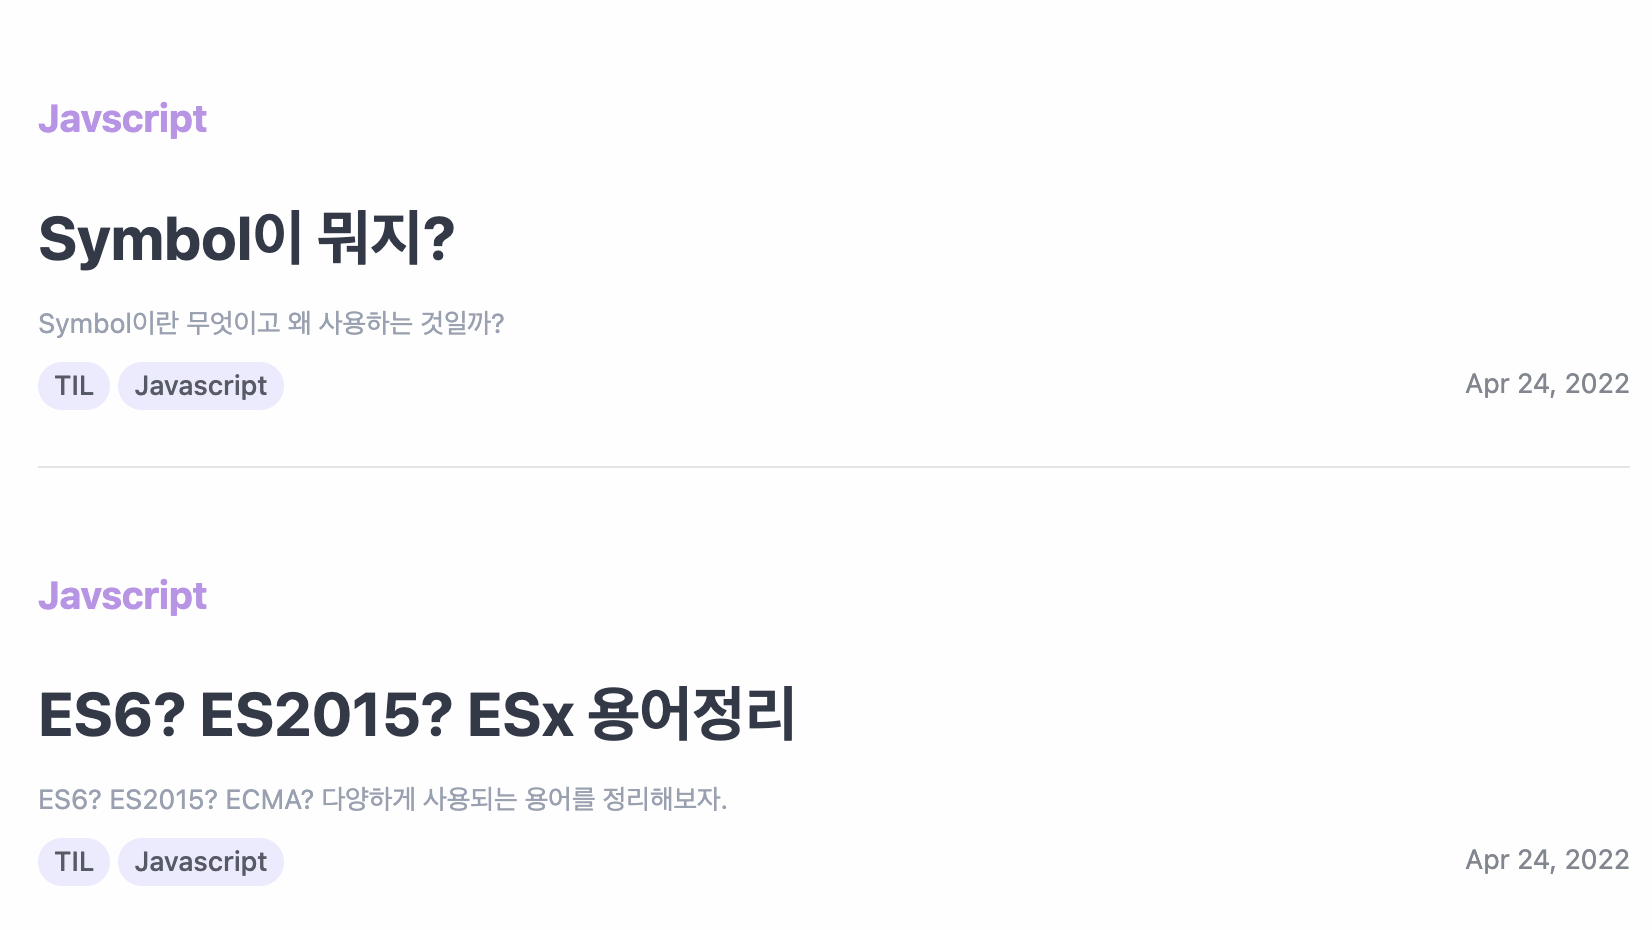 Javscript
Symbol이 뭐지?
Symbol이란 무엇이고 왜 사용하는 것일까?
TIL Javascript Apr 24, 2022
Javscript
ES6? ES2015? ESx 용어정리
ES6? ES2015? ECMA? 다양하게 사용되는 용어를 정리해보자.
TIL Javascript Apr 24, 2022